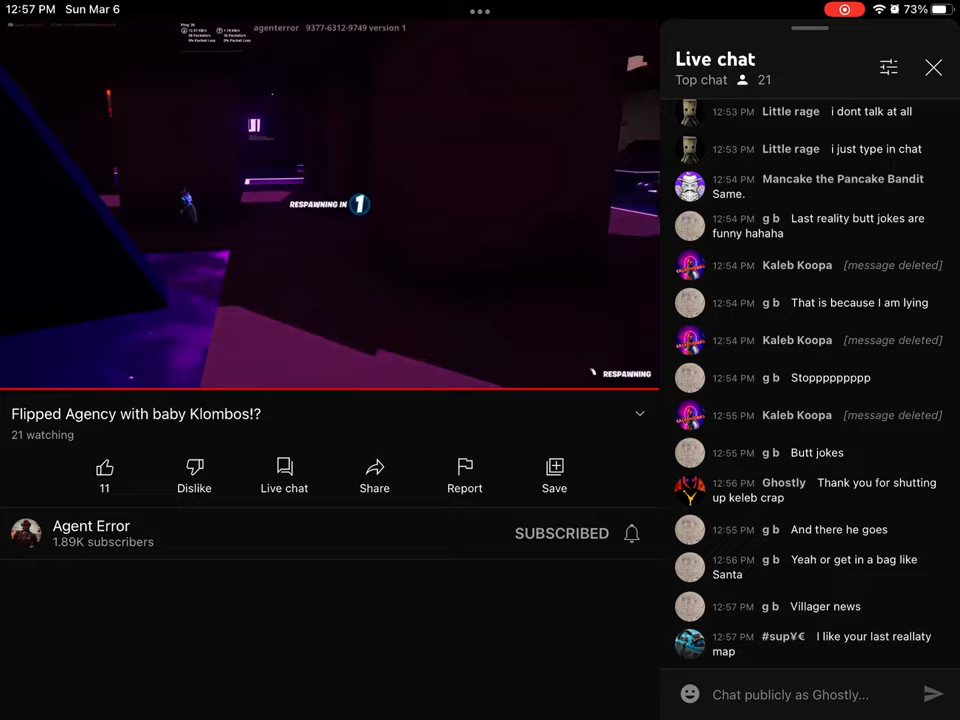 12:57 PM Sun Mar 6
73%
agenterror 9377-6312-9749 version 1
RESPAWNING IN 1
RESPAWNING
Flipped Agency with baby Klombos!?
21 watching
11
Dislike
Live chat
Share
Report
Save
Agent Error
1.89K subscribers
SUBSCRIBED
Live chat
Top chat 21
12:53 PM Little rage i dont talk at all
12:53 PM Little rage i just type in chat
12:54 PM Mancake the Pancake Bandit
Same.
12:54 PM g b Last reality butt jokes are
funny hahaha
12:54 PM Kaleb Koopa [message deleted]
12:54 PM g b That is because I am lying
12:54 PM Kaleb Koopa [message deleted]
12:54 PM g b Stopppppppp
12:55 PM Kaleb Koopa [message deleted]
12:55 PM g b Butt jokes
12:56 PM Ghostly Thank you for shutting
up keleb crap
12:55 PM g b And there he goes
12:56 PM g b Yeah or get in a bag like
Santa
12:57 PM g b Villager news
12:57 PM #sup¥€ I like your last reallaty
map
Chat publicly as Ghostly...